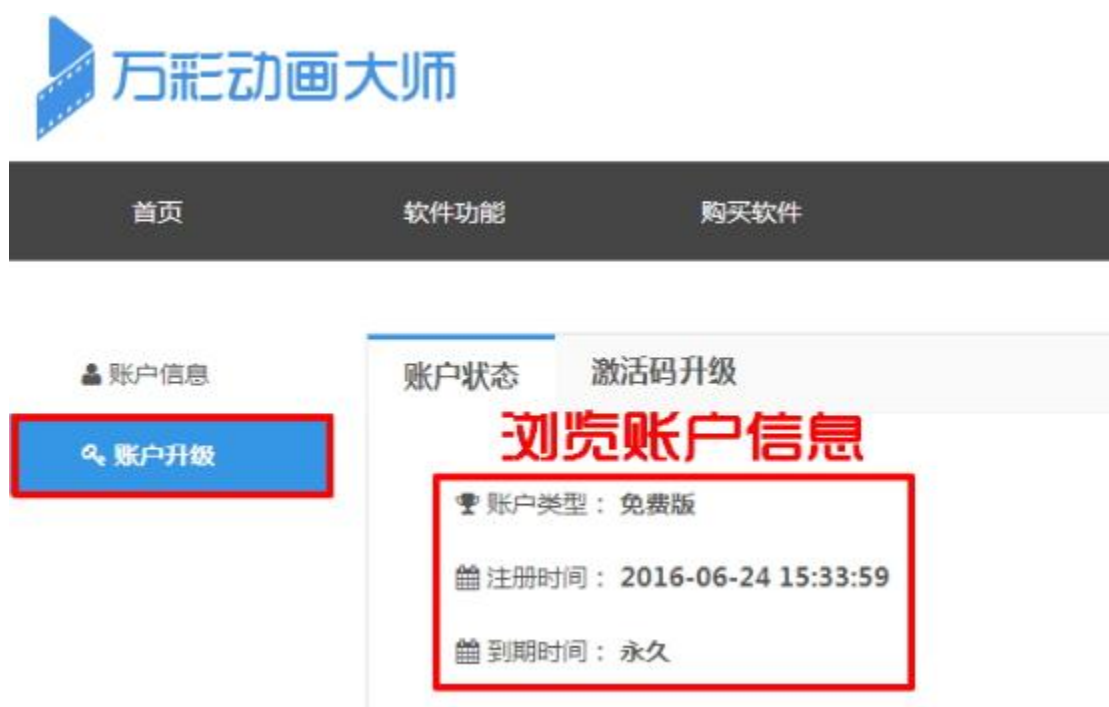 万彩动画大师
首页 软件功能 购买软件
账户信息
账户状态 激活码升级
账户升级
浏览账户信息
账户类型：免费版
注册时间：2016-06-24 15:33:59
到期时间：永久